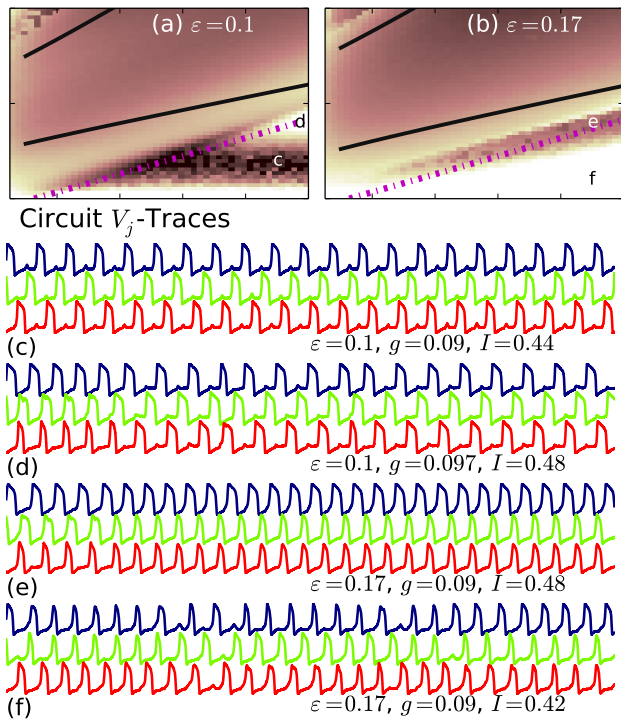 (a) ε=0.1
(b) ε=0.17
d
c
e
f
Circuit V_j-Traces
(c)
ε=0.1, g=0.09, I=0.44
(d)
ε=0.1, g=0.097, I=0.48
(e)
ε=0.17, g=0.09, I=0.48
(f)
ε=0.17, g=0.09, I=0.42